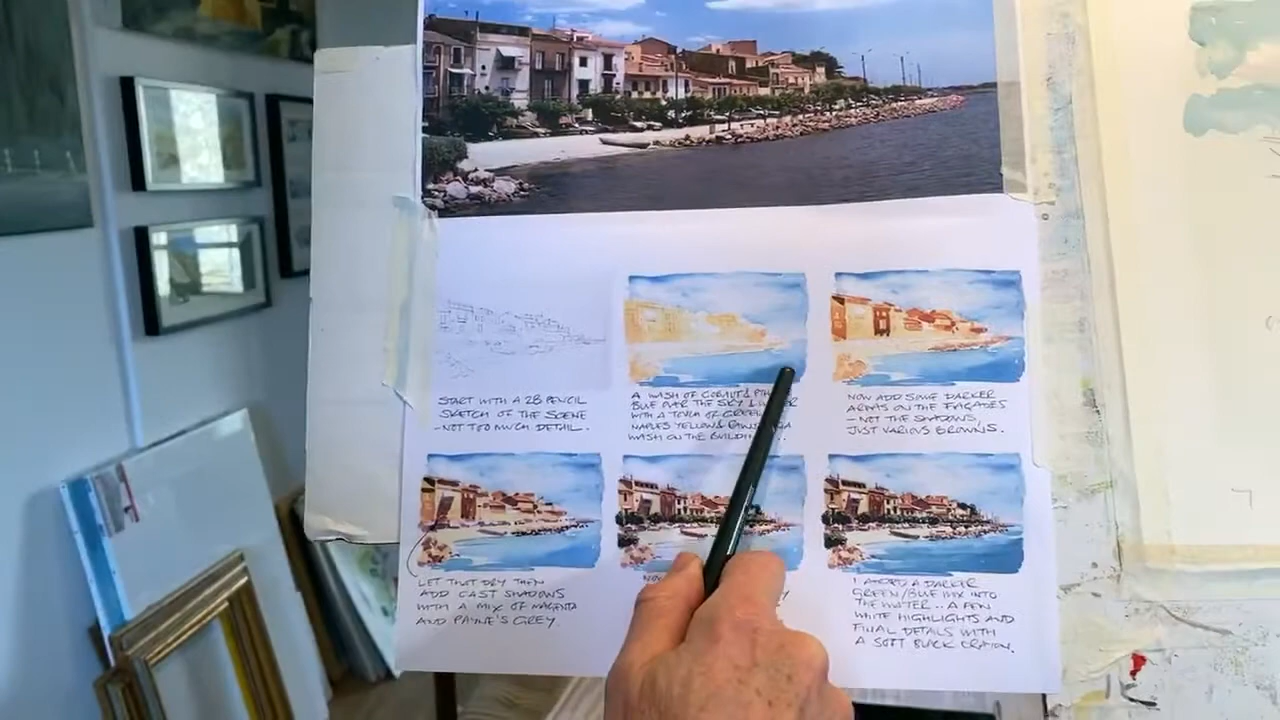 START WITH A 2B PENCIL
SKETCH OF THE SCENE
- NOT TOO MUCH DETAIL.
A WASH OF COBALT &
BLUE OVER THE SKY &
WITH A TOUCH OF GREEN
NAPLES YELLOW &
WASH ON THE
NOW ADD SOME DARKER
AREAS ON THE FAÇADES
NOT THE SHADOWS,
JUST VARIOUS BROWNS.
LET THAT DRY THEN
ADD CAST SHADOWS
WITH A MIX OF MAGENTA
AND PAYNE'S GREY.
I ADDED A DARKER
GREEN/BLUE MIX INTO
THE WATER... A FEW
WHITE HIGHLIGHTS AND
FINAL DETAILS WITH
A SOFT BLACK CRAYON.